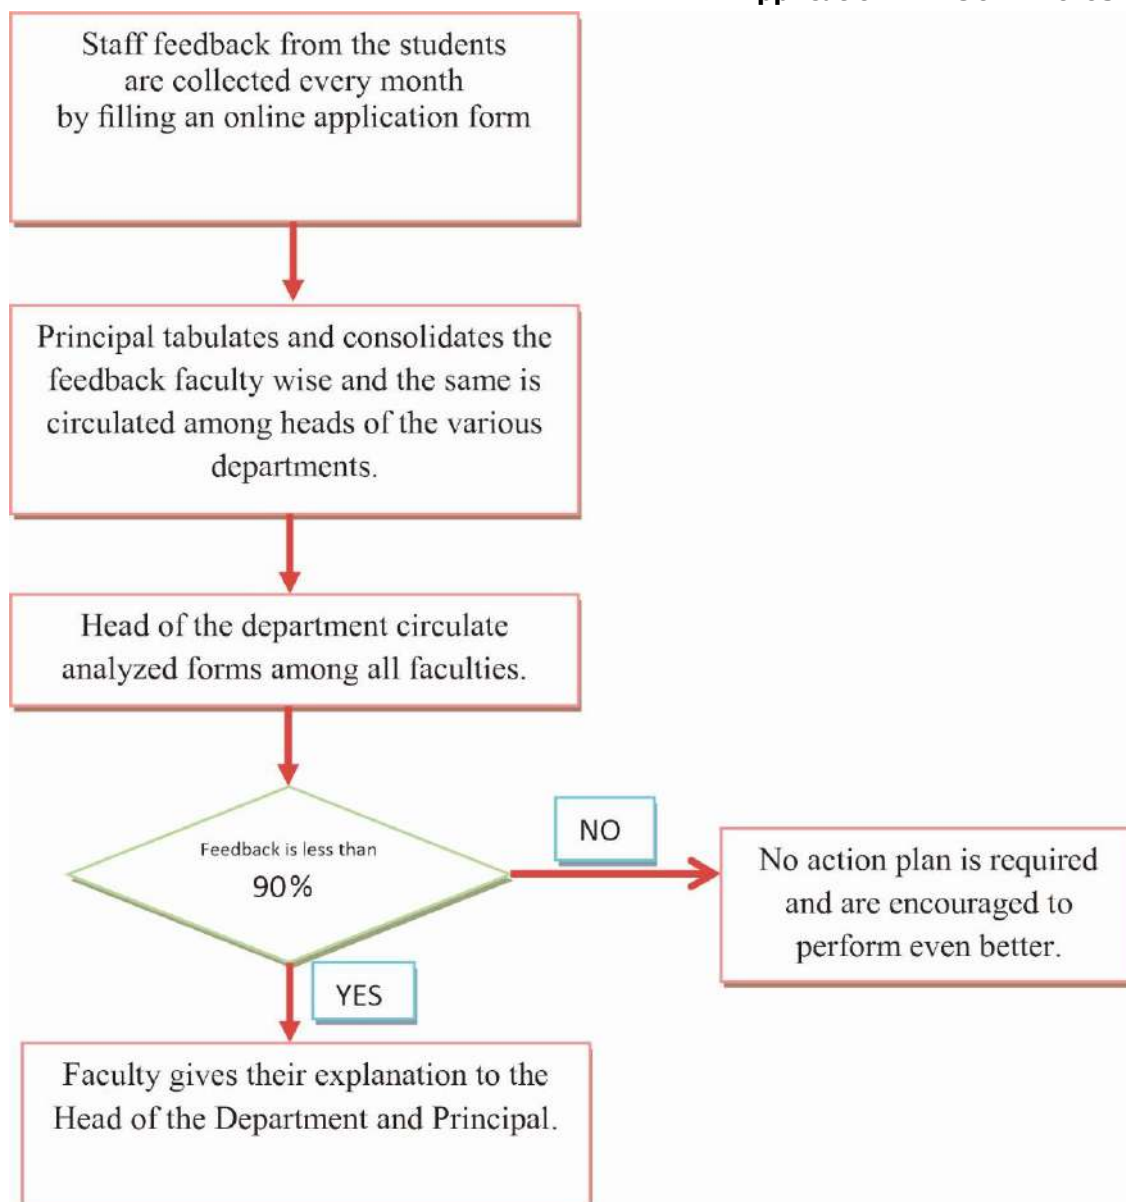 Staff feedback from the students
are collected every month
by filling an online application form
Principal tabulates and consolidates the
feedback faculty wise and the same is
circulated among heads of the various
departments.
Head of the department circulate
analyzed forms among all faculties.
Feedback is less than
90%
NO
No action plan is required
and are encouraged to
perform even better.
YES
Faculty gives their explanation to the
Head of the Department and Principal.